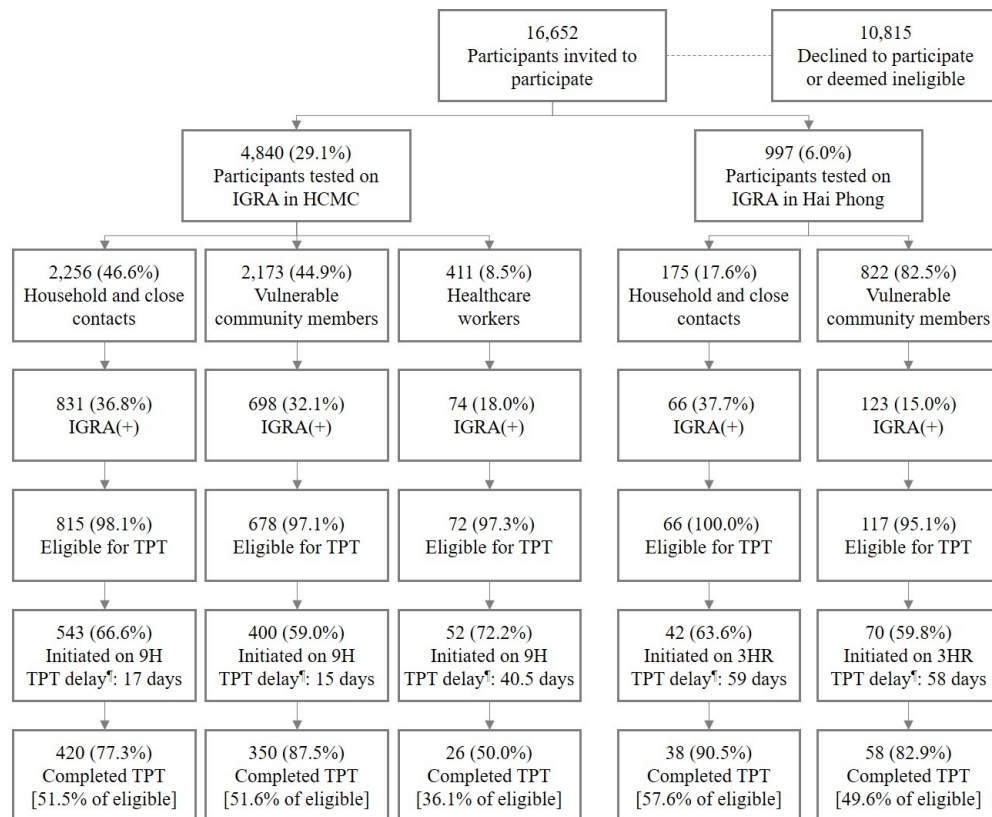 16,652
Participants invited to
participate
10,815
Declined to participate
or deemed ineligible
4,840 (29.1%)
Participants tested on
IGRA in HCMC
997 (6.0%)
Participants tested on
IGRA in Hai Phong
2,256 (46.6%)
Household and close
contacts
2,173 (44.9%)
Vulnerable
community members
411 (8.5%)
Healthcare
workers
175 (17.6%)
Household and close
contacts
822 (82.5%)
Vulnerable
community members
831 (36.8%)
IGRA(+)
698 (32.1%)
IGRA(+)
74 (18.0%)
IGRA(+)
66 (37.7%)
IGRA(+)
123 (15.0%)
IGRA(+)
815 (98.1%)
Eligible for TPT
678 (97.1%)
Eligible for TPT
72 (97.3%)
Eligible for TPT
66 (100.0%)
Eligible for TPT
117 (95.1%)
Eligible for TPT
543 (66.6%)
Initiated on 9H
TPT delay¶: 17 days
400 (59.0%)
Initiated on 9H
TPT delay¶: 15 days
52 (72.2%)
Initiated on 9H
TPT delay¶: 40.5 days
42 (63.6%)
Initiated on 3HR
TPT delay¶: 59 days
70 (59.8%)
Initiated on 3HR
TPT delay¶: 58 days
420 (77.3%)
Completed TPT
[51.5% of eligible]
350 (87.5%)
Completed TPT
[51.6% of eligible]
26 (50.0%)
Completed TPT
[36.1% of eligible]
38 (90.5%)
Completed TPT
[57.6% of eligible]
58 (82.9%)
Completed TPT
[49.6% of eligible]